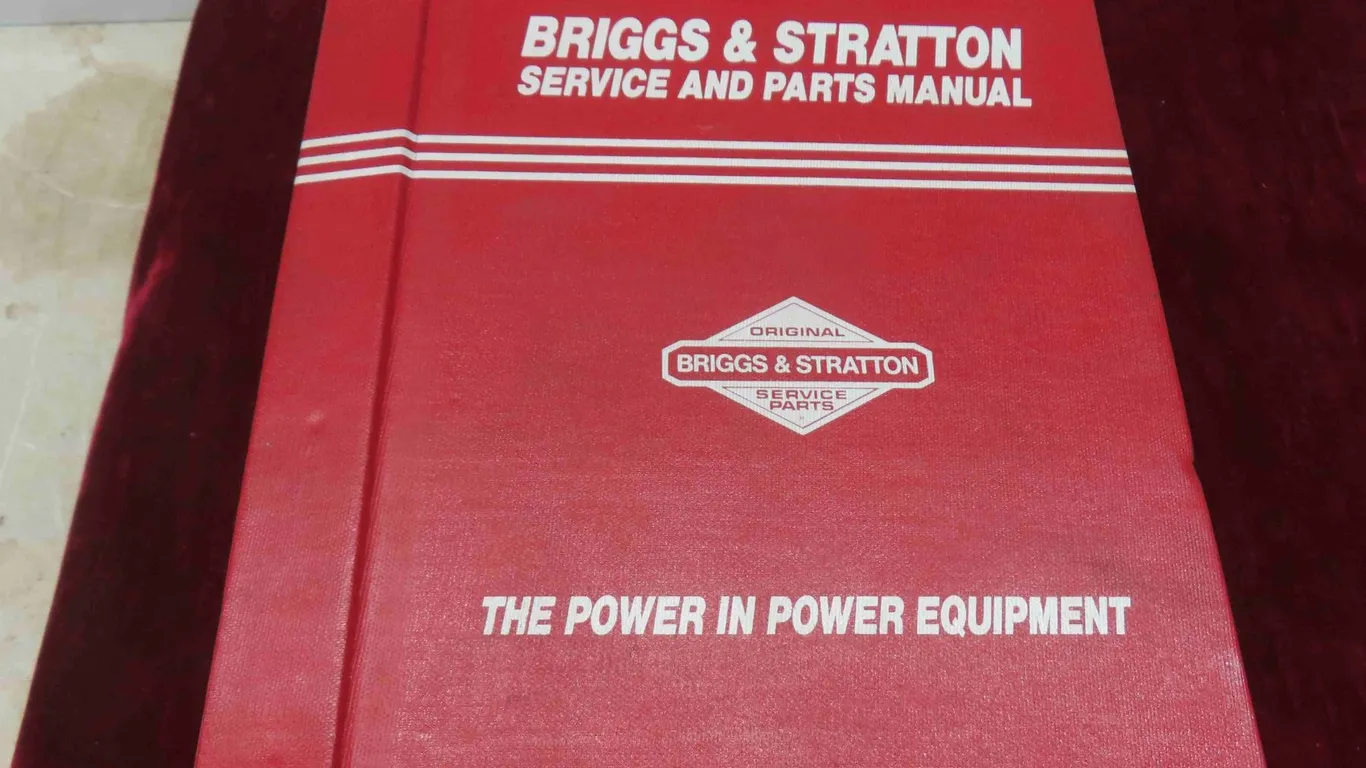 BRIGGS & STRATTON
SERVICE AND PARTS MANUAL
ORIGINAL
BRIGGS & STRATTON
SERVICE
PARTS
THE POWER IN POWER EQUIPMENT